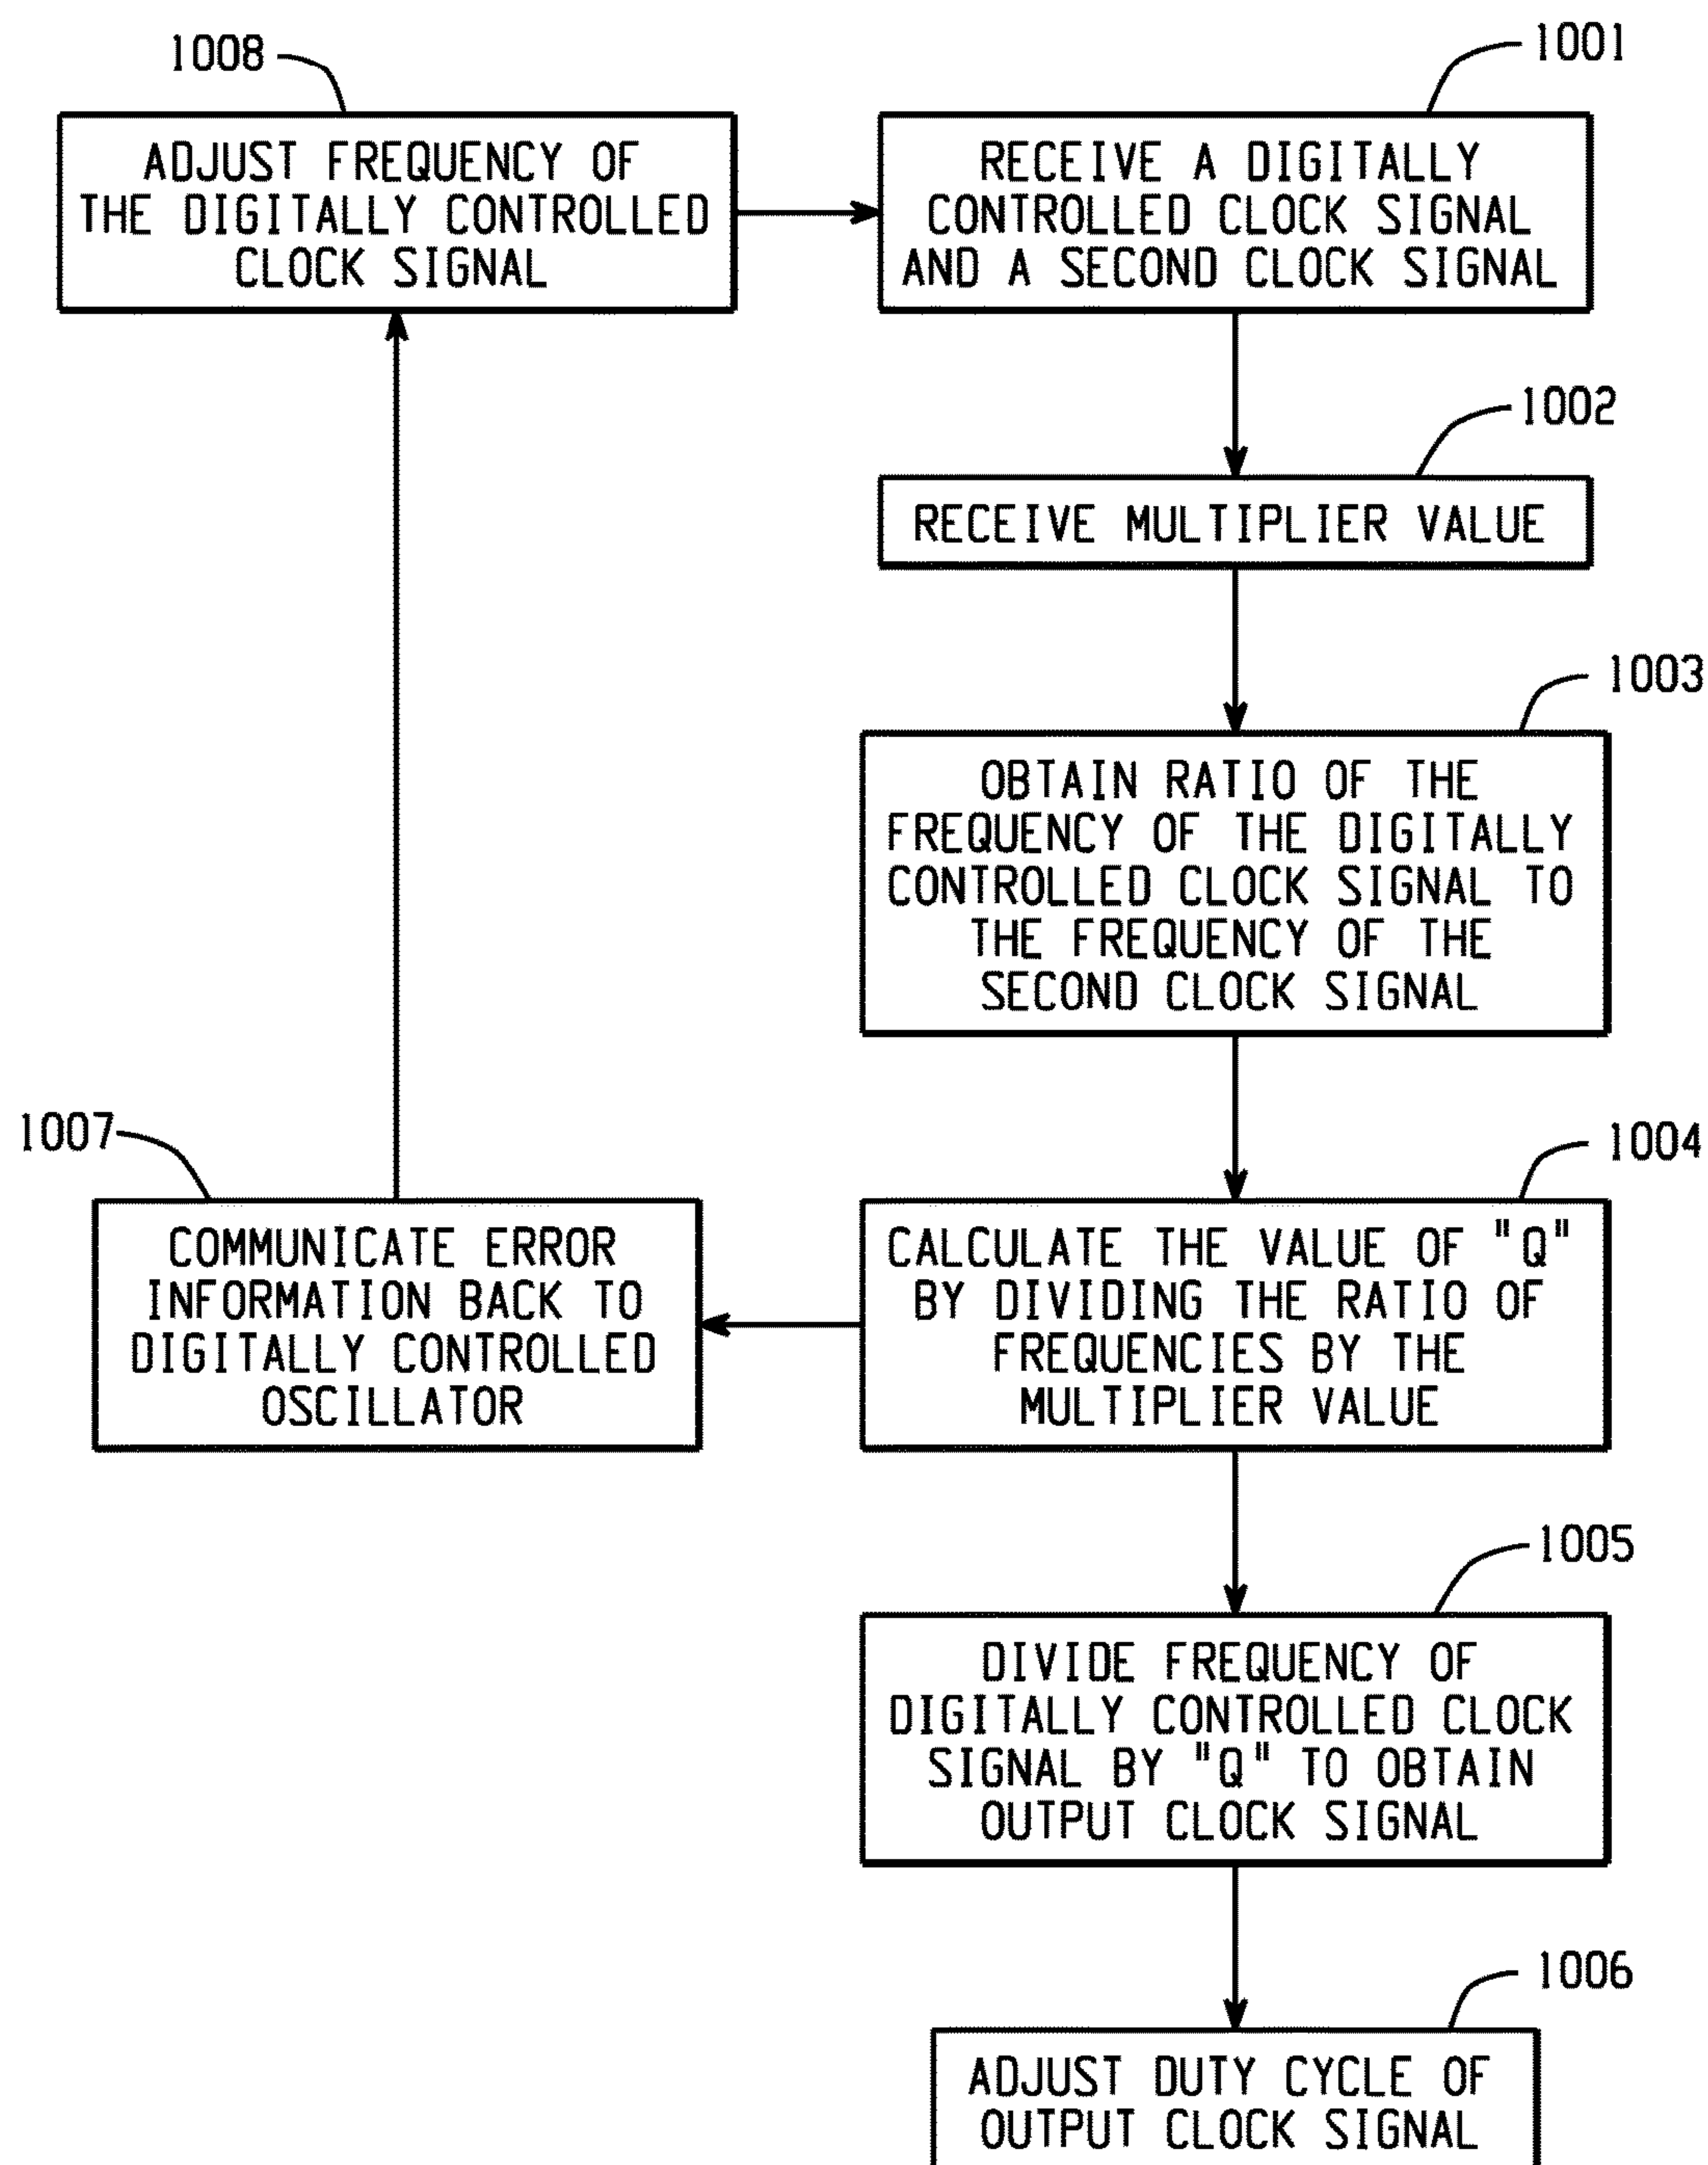 1008
ADJUST FREQUENCY OF
THE DIGITALLY CONTROLLED
CLOCK SIGNAL
1001
RECEIVE A DIGITALLY
CONTROLLED CLOCK SIGNAL
AND A SECOND CLOCK SIGNAL
1002
RECEIVE MULTIPLIER VALUE
1003
OBTAIN RATIO OF THE
FREQUENCY OF THE DIGITALLY
CONTROLLED CLOCK SIGNAL TO
THE FREQUENCY OF THE
SECOND CLOCK SIGNAL
1004
CALCULATE THE VALUE OF "Q"
BY DIVIDING THE RATIO OF
FREQUENCIES BY THE
MULTIPLIER VALUE
1007
COMMUNICATE ERROR
INFORMATION BACK TO
DIGITALLY CONTROLLED
OSCILLATOR
1005
DIVIDE FREQUENCY OF
DIGITALLY CONTROLLED CLOCK
SIGNAL BY "Q" TO OBTAIN
OUTPUT CLOCK SIGNAL
1006
ADJUST DUTY CYCLE OF
OUTPUT CLOCK SIGNAL